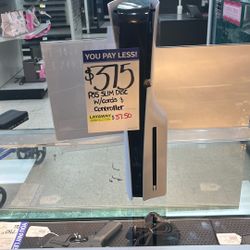 YOU PAY LESS!
$375
PS5 SLIM DISC
w/cords &
Controller
LAYAWAY
$37.50